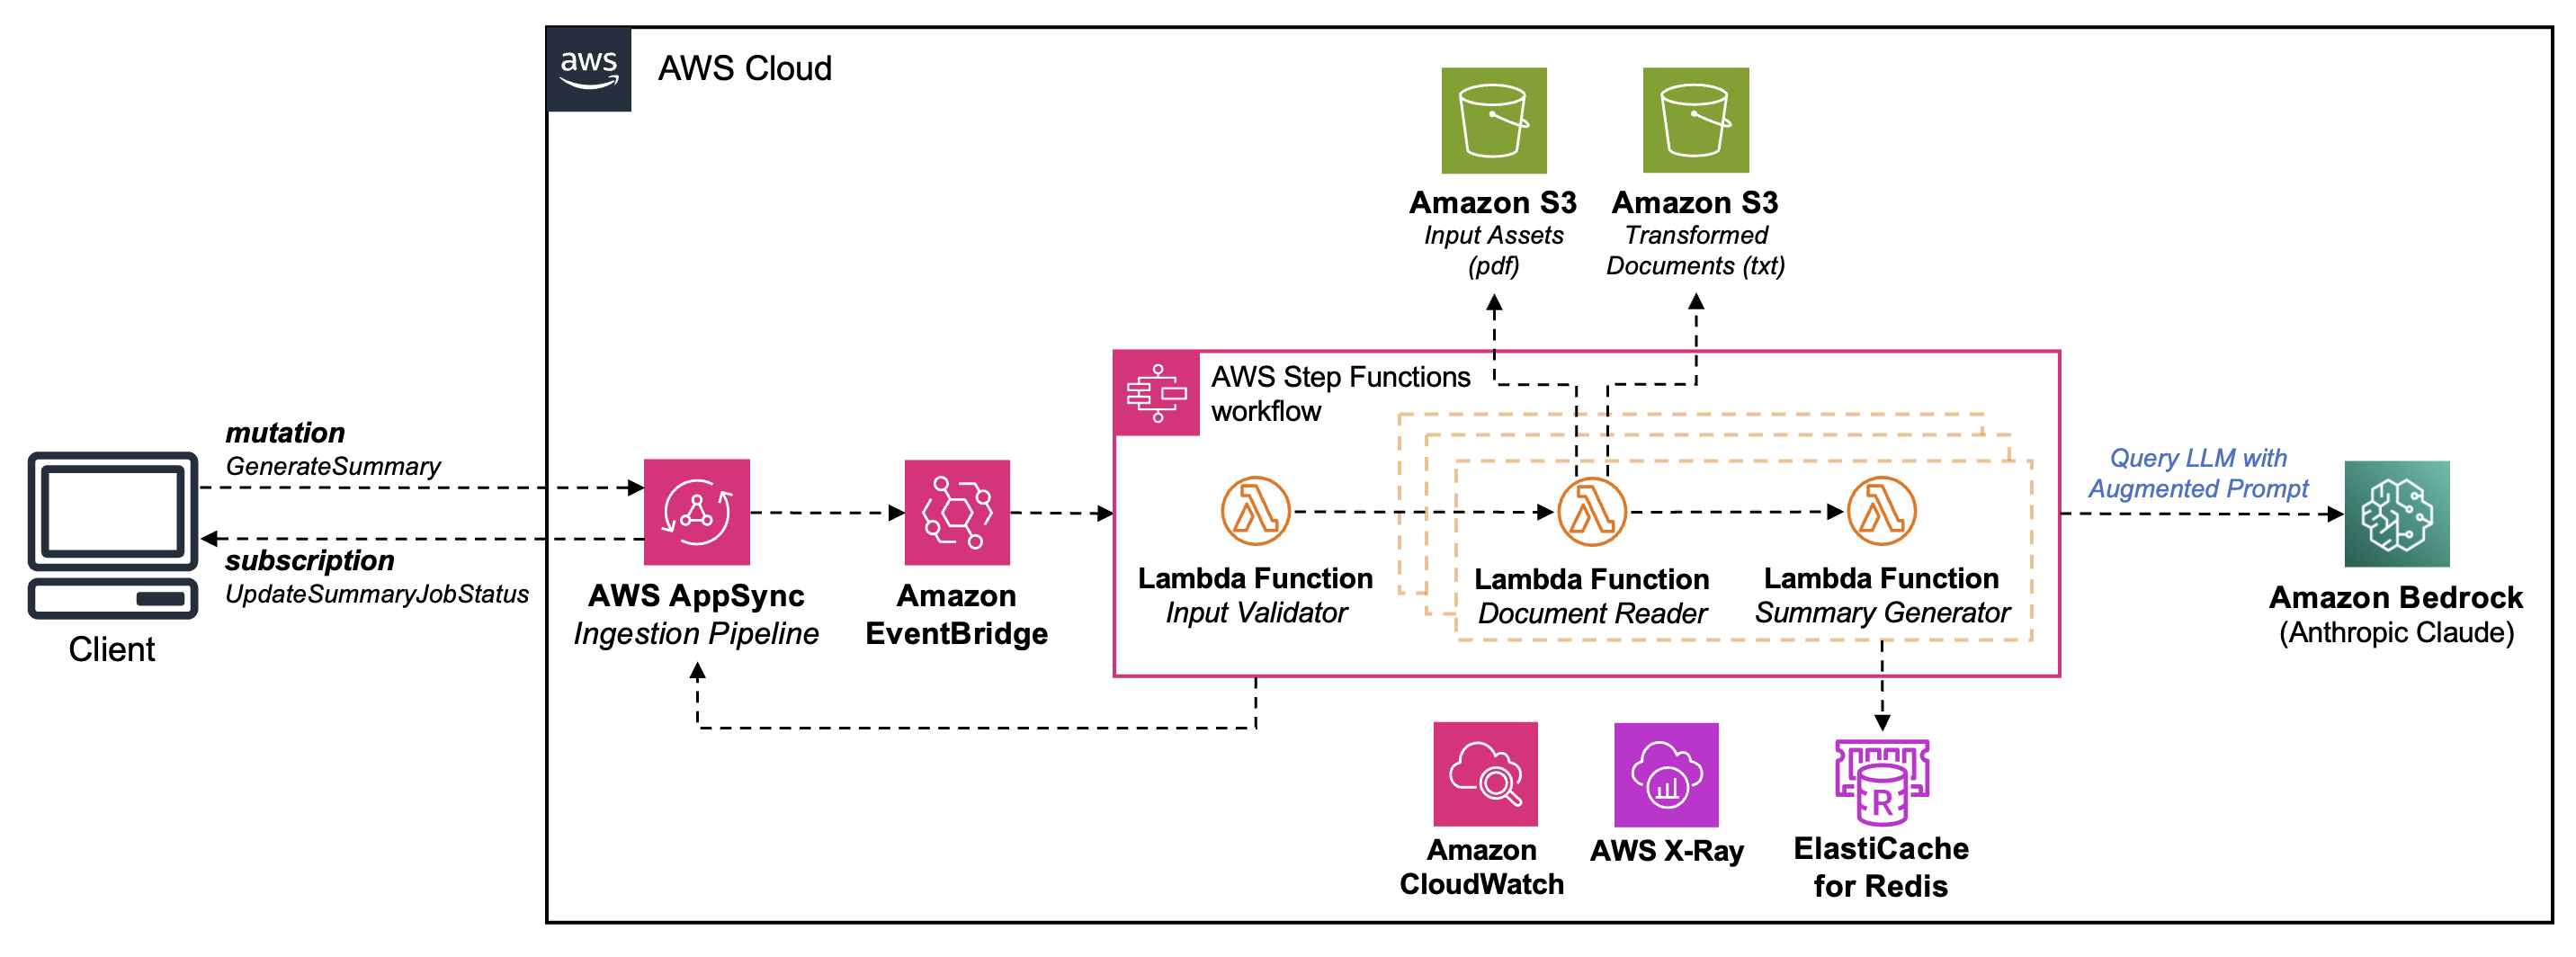 aws
AWS Cloud
Amazon S3
Input Assets
(pdf)
Amazon S3
Transformed
Documents (txt)
AWS Step Functions
workflow
mutation
GenerateSummary
subscription
UpdateSummaryJobStatus
Client
AWS AppSync
Ingestion Pipeline
Amazon
EventBridge
Lambda Function
Input Validator
Lambda Function
Document Reader
Lambda Function
Summary Generator
Query LLM with
Augmented Prompt
Amazon Bedrock
(Anthropic Claude)
Amazon
CloudWatch
AWS X-Ray
R
ElastiCache
for Redis